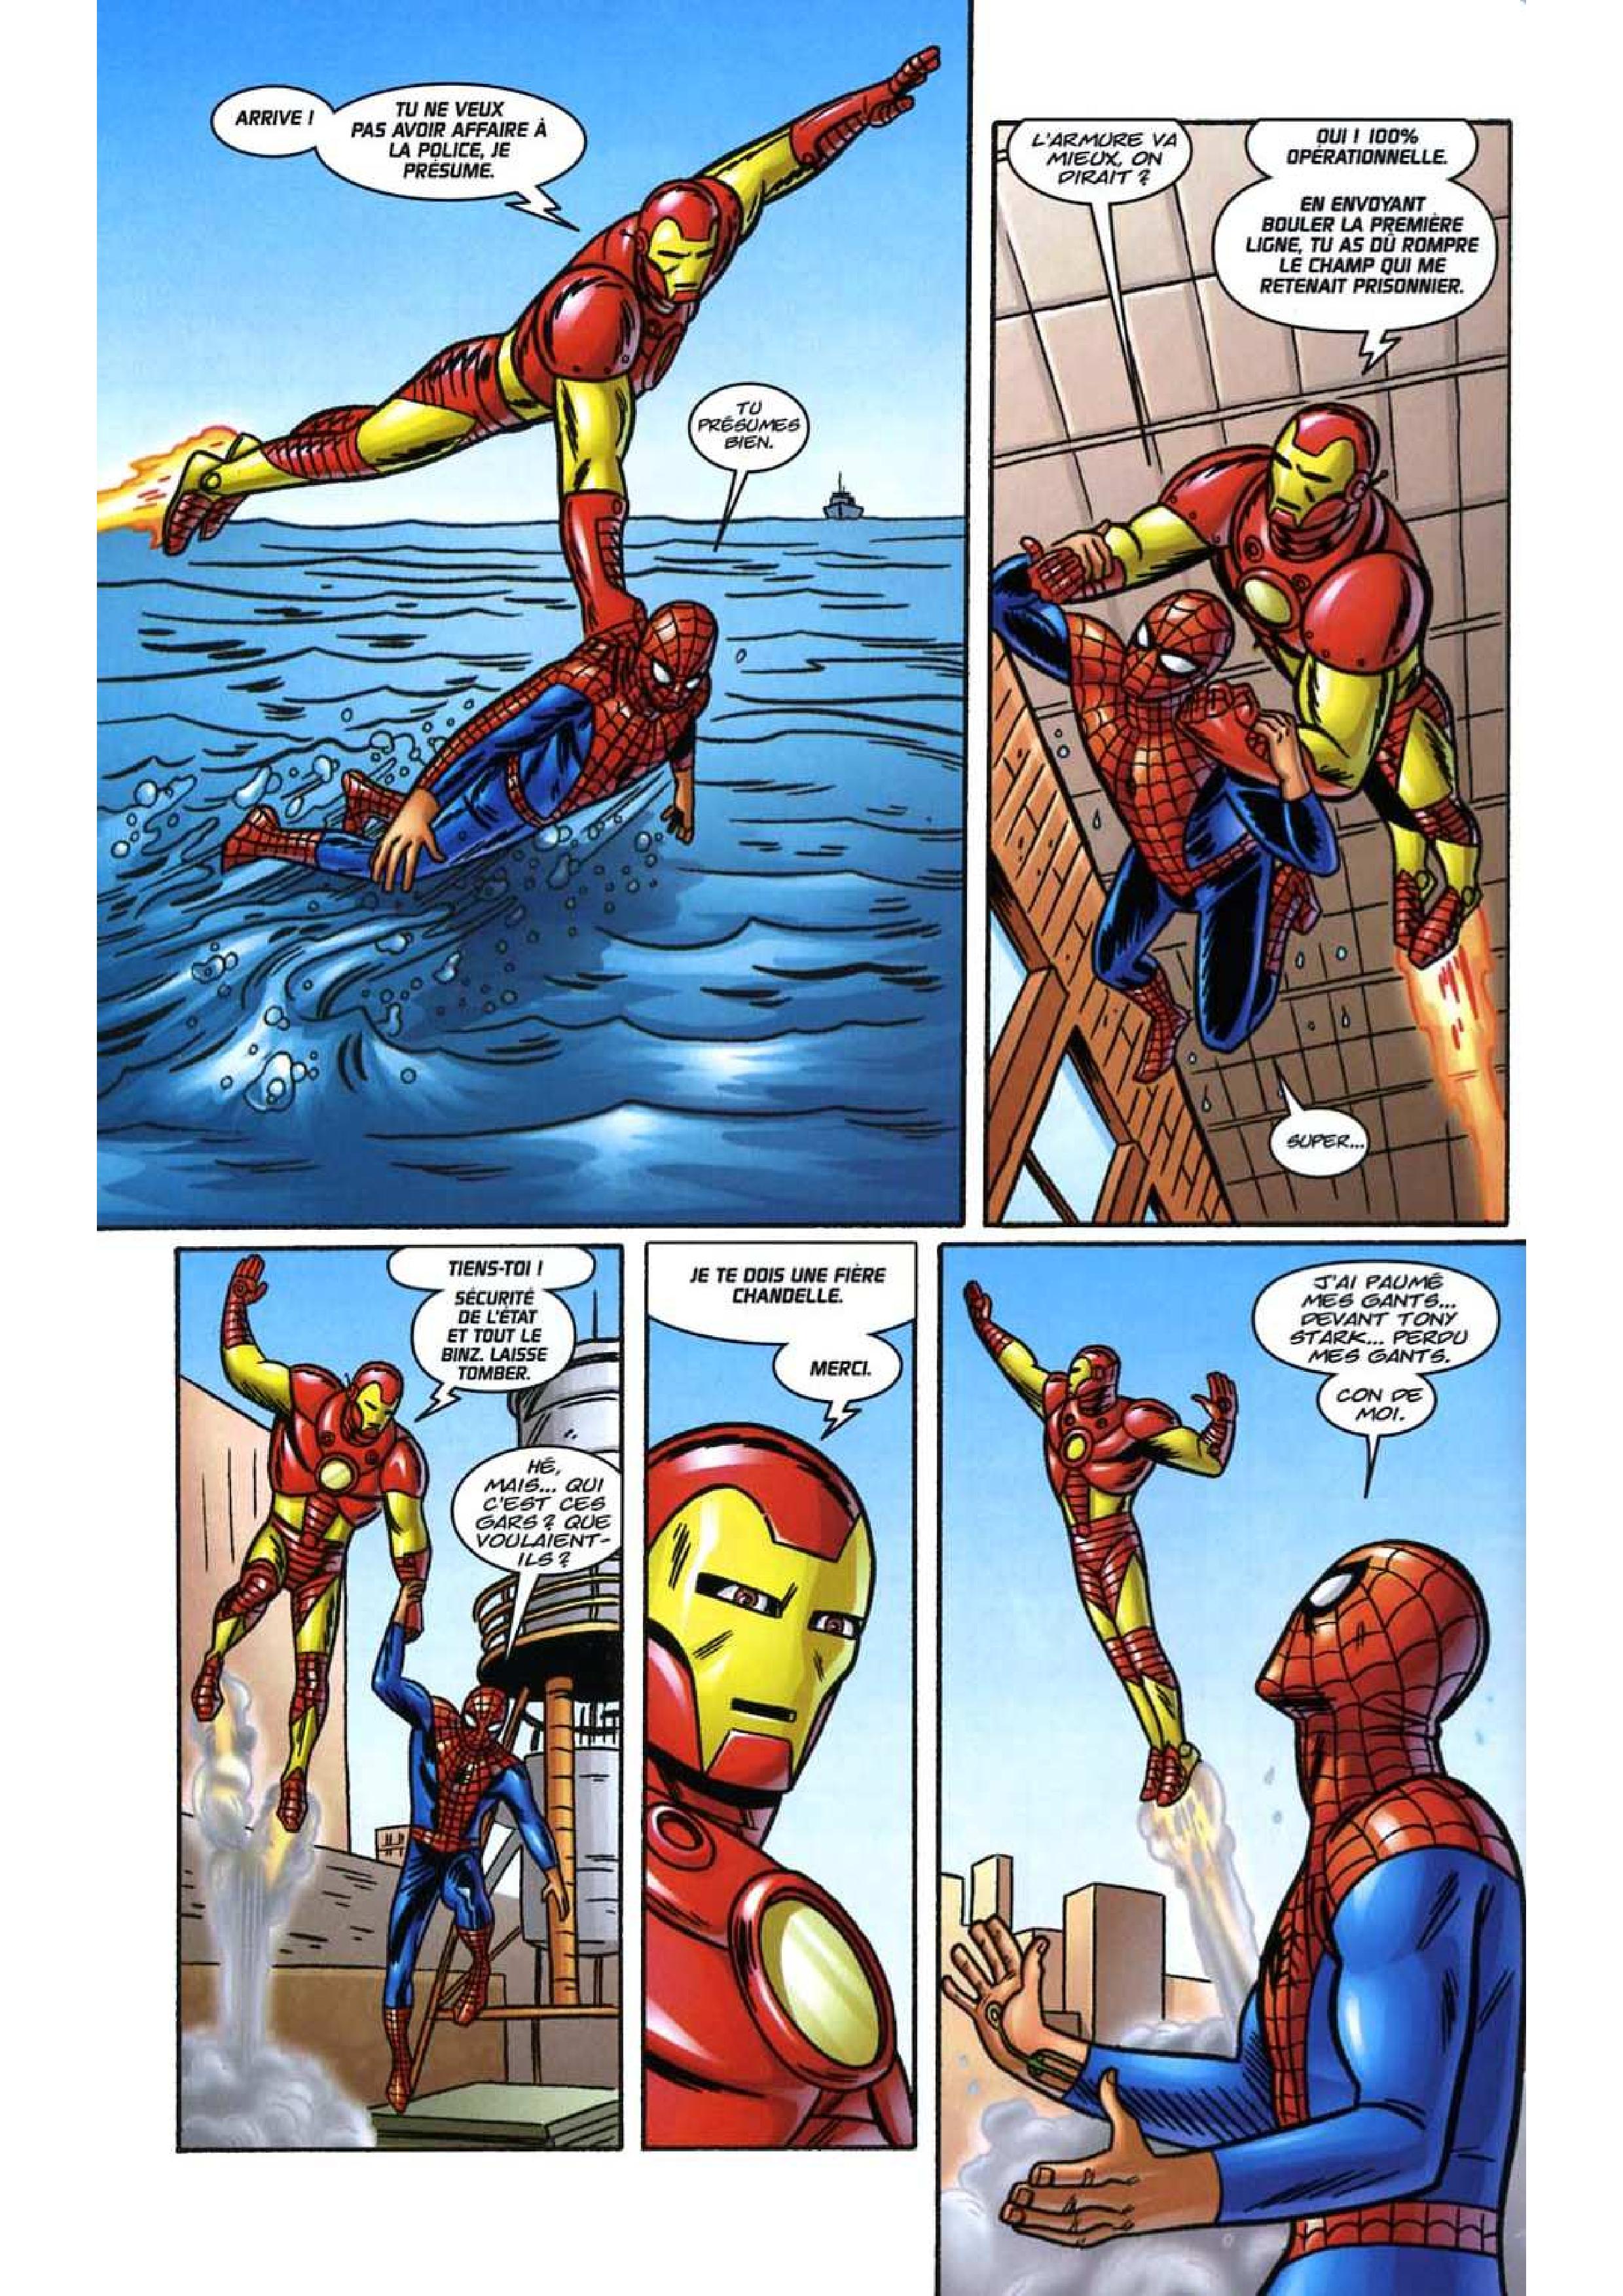 ARRIVE !
TU NE VEUX
PAS AVOIR AFFAIRE À
LA POLICE, JE
PRÉSUME.
TU
PRÉSUMES
BIEN.
L'ARMURE VA
MIEUX, ON
DIRAIT ?
OUI ! 100%
OPÉRATIONNELLE.
EN ENVOYANT
BOULER LA PREMIÈRE
LIGNE, TU AS DÛ ROMPRE
LE CHAMP QUI ME
RETENAIT PRISONNIER.
SUPER...
TIENS-TOI !
SÉCURITÉ
DE L'ÉTAT
ET TOUT LE
BINZ. LAISSE
TOMBER.
HÉ,
MAIS... QUI
C'EST CES
GARS ? QUE
VOULAIENT-
ILS ?
JE TE DOIS UNE FIÈRE
CHANDELLE.
MERCI.
J'AI PAUMÉ
MES GANTS...
DEVANT TONY
STARK... PERDU
MES GANTS.
CON DE
MOI.